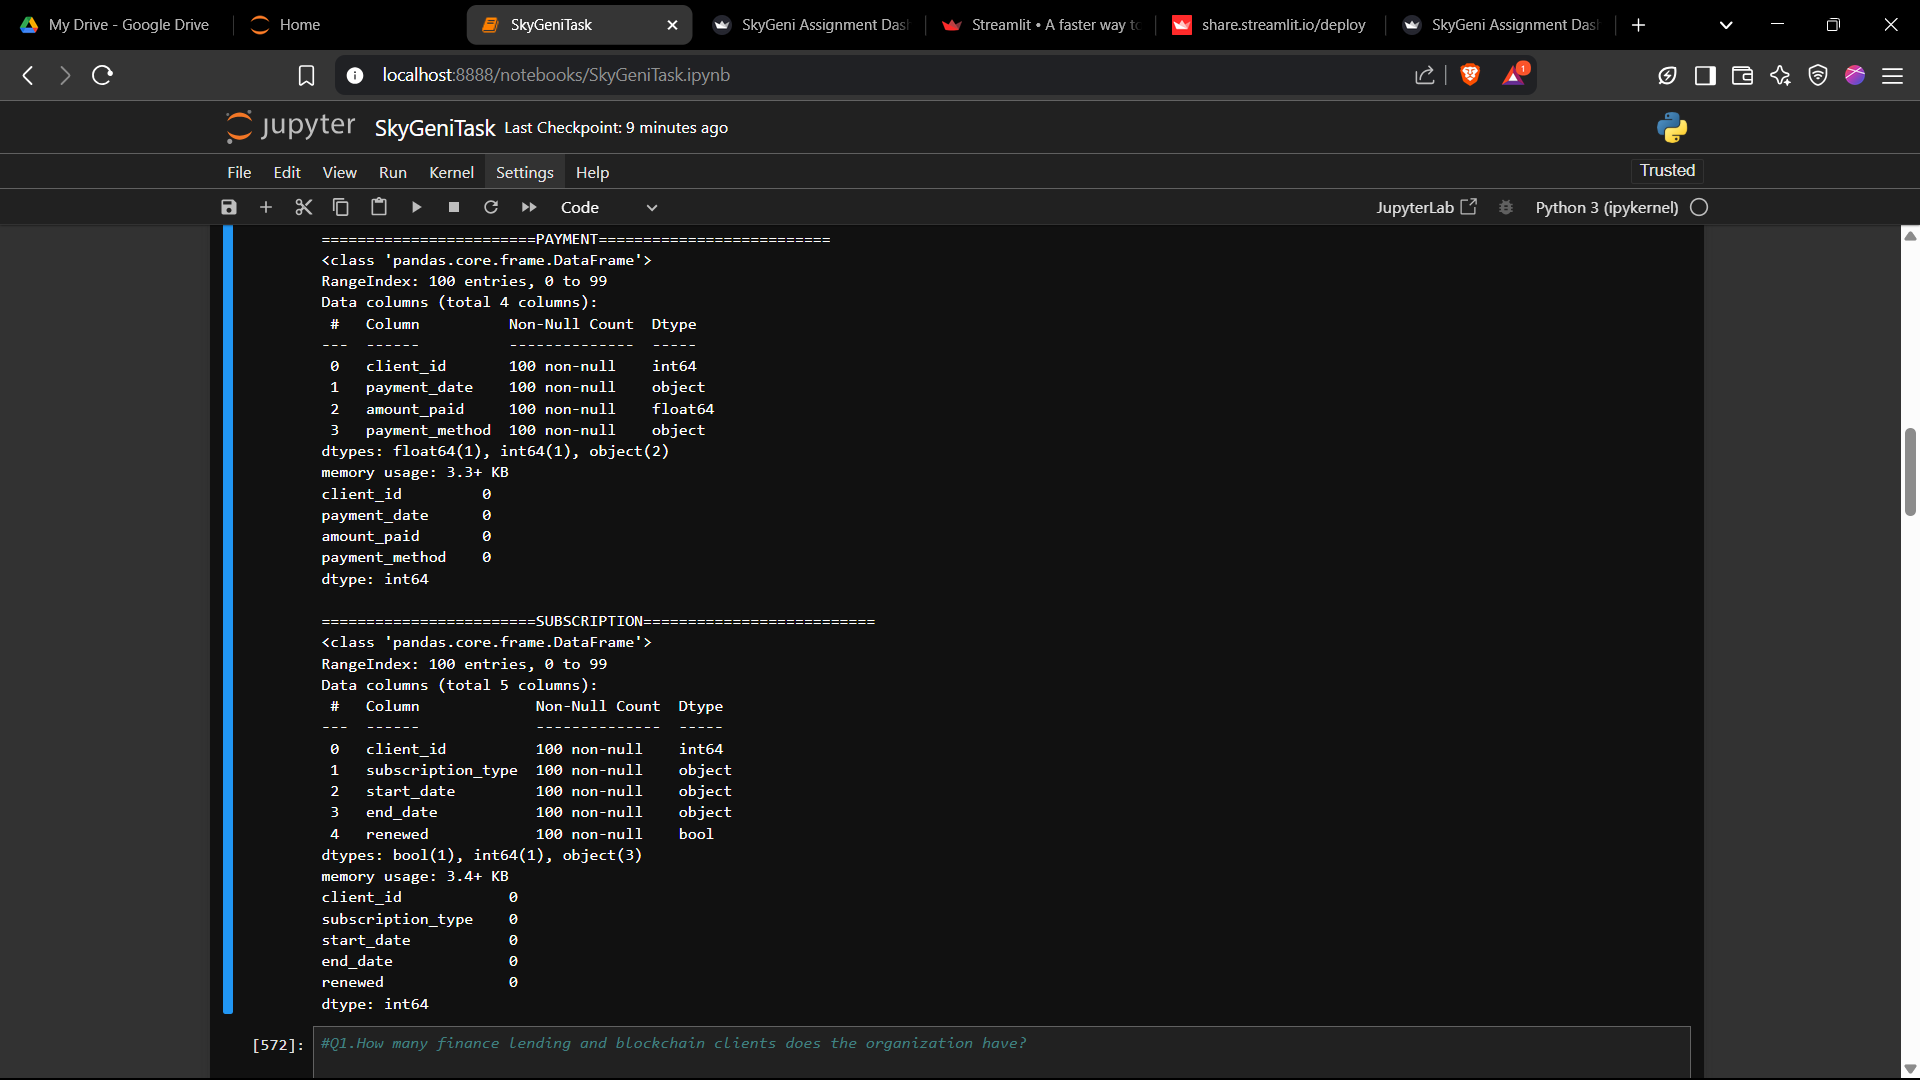 My Drive - Google Drive
Home
SkyGeniTask
SkyGeni Assignment Das
Streamlit • A faster way to
share.streamlit.io/deploy
SkyGeni Assignment Das
localhost:8888/notebooks/SkyGeniTask.ipynb
1
jupyter SkyGeniTask Last Checkpoint: 9 minutes ago
File Edit View Run Kernel Settings Help
Trusted
Code
JupyterLab
Python 3 (ipykernel)
========================PAYMENT==========================
<class 'pandas.core.frame.DataFrame'>
RangeIndex: 100 entries, 0 to 99
Data columns (total 4 columns):
 #   Column          Non-Null Count  Dtype
---  ------          --------------  -----
 0   client_id       100 non-null    int64
 1   payment_date    100 non-null    object
 2   amount_paid     100 non-null    float64
 3   payment_method  100 non-null    object
dtypes: float64(1), int64(1), object(2)
memory usage: 3.3+ KB
client_id         0
payment_date      0
amount_paid       0
payment_method    0
dtype: int64
========================SUBSCRIPTION==========================
<class 'pandas.core.frame.DataFrame'>
RangeIndex: 100 entries, 0 to 99
Data columns (total 5 columns):
 #   Column             Non-Null Count  Dtype
---  ------             --------------  -----
 0   client_id          100 non-null    int64
 1   subscription_type  100 non-null    object
 2   start_date         100 non-null    object
 3   end_date           100 non-null    object
 4   renewed            100 non-null    bool
dtypes: bool(1), int64(1), object(3)
memory usage: 3.4+ KB
client_id            0
subscription_type    0
start_date           0
end_date             0
renewed              0
dtype: int64
[572]: #Q1.How many finance lending and blockchain clients does the organization have?